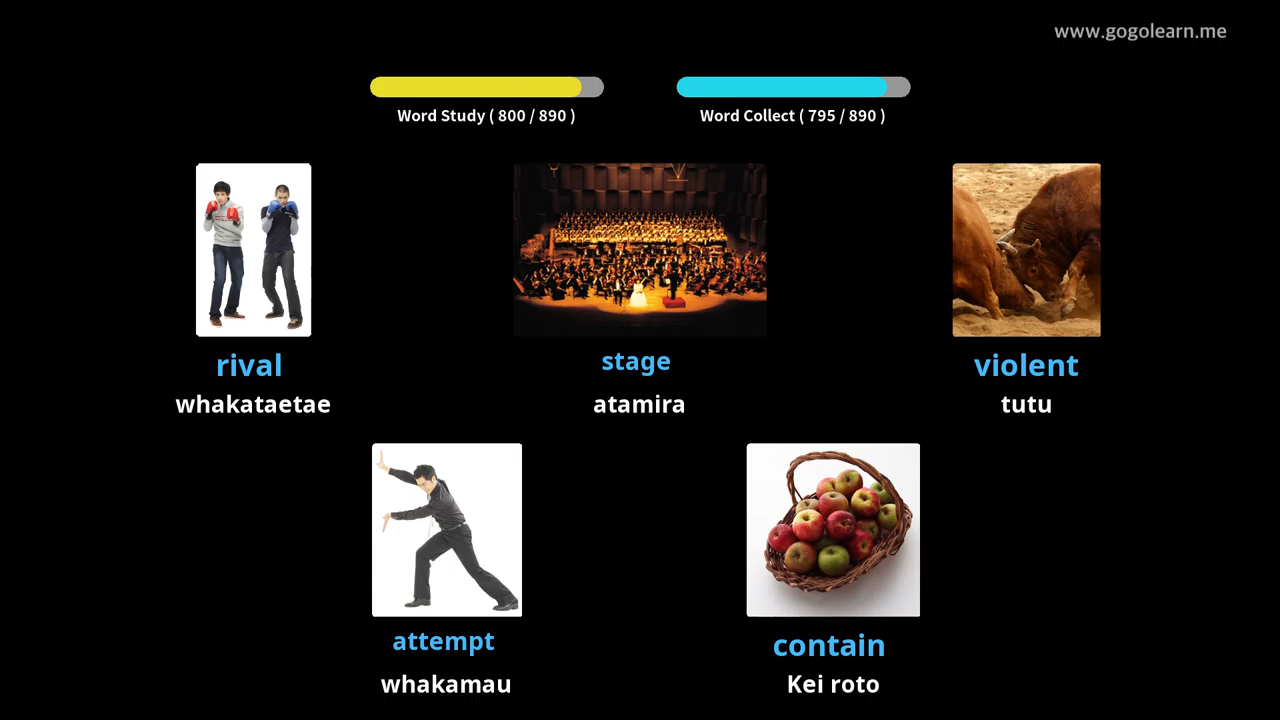 www.gogolearn.me
Word Study ( 800 / 890 )
Word Collect ( 795 / 890 )
rival
stage
violent
whakataetae
atamira
tutu
attempt
contain
whakamau
Kei roto